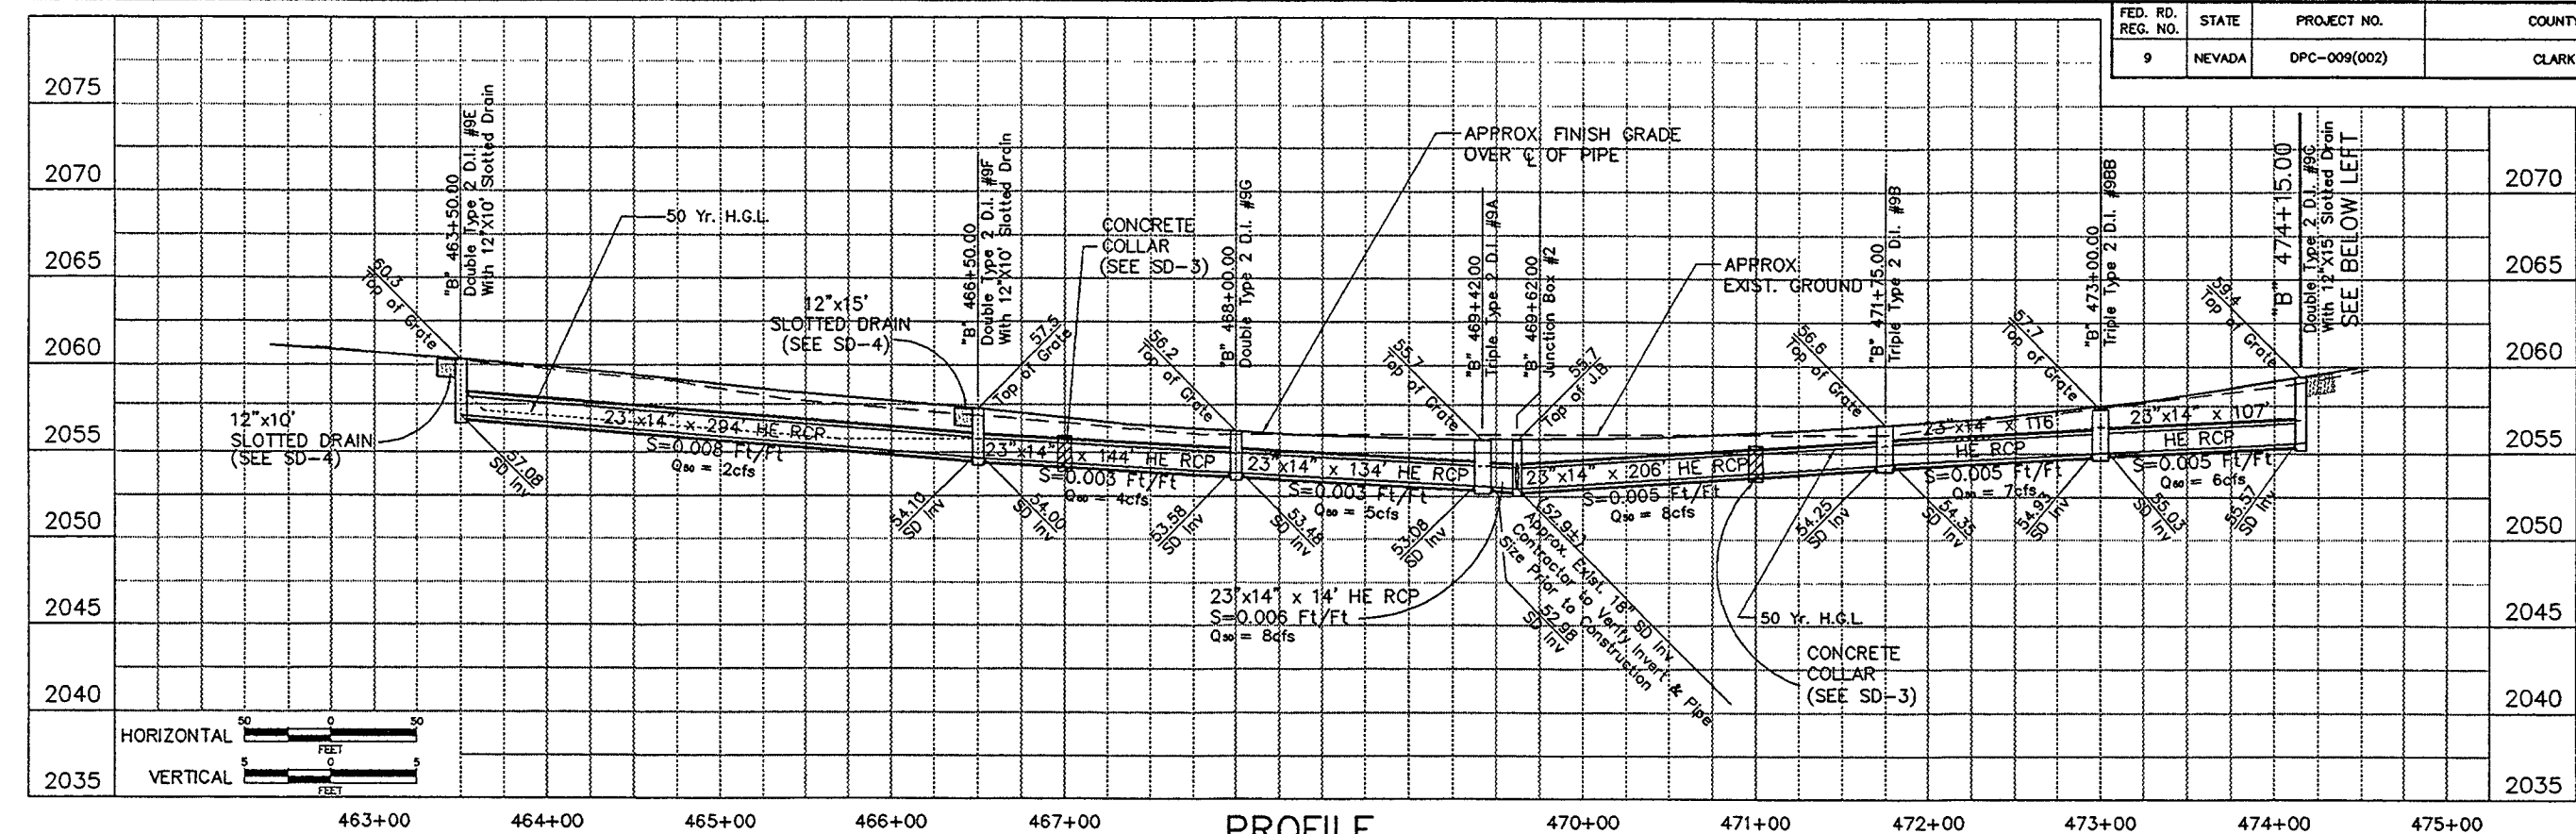 FED. RD.
REG. NO.
STATE
PROJECT NO.
COUNTY
9
NEVADA
DPC-009(002)
CLARK
2075
2070
2065
2060
2055
2050
2045
2040
2035
2070
2065
2060
2055
2050
2045
2040
2035
60.3
Top of Grate
"B" 463+50.00
Double Type 2 D.I. #9E
With 12"X10' Slotted Drain
50 Yr. H.G.L.
12"x15'
SLOTTED DRAIN
(SEE SD-4)
"B" 466+50.00
Double Type 2 D.I. #9F
With 12"X10' Slotted Drain
57.5
Top of Grate
CONCRETE
COLLAR
(SEE SD-3)
56.2
Top of Grate
"B" 468+00.00
Double Type 2 D.I. #9G
APPROX. FINISH GRADE
OVER ℄ OF PIPE
55.7
Top of Grate
"B" 469+42.00
Triple Type 2 D.I. #9A
"B" 469+62.00
Junction Box #2
55.7
Top of J.B.
APPROX.
EXIST. GROUND
56.6
Top of Grate
"B" 471+75.00
Triple Type 2 D.I. #9B
57.7
Top of Grate
"B" 473+00.00
Triple Type 2 D.I. #9BB
59.4
Top of Grate
"B" 474+15.00
Double Type 2 D.I. #9C
With 12"X15' Slotted Drain
SEE BELOW LEFT
12"x10'
SLOTTED DRAIN
(SEE SD-4)
57.08
SD Inv
23"x14" x 294' HE RCP
S=0.008 Ft/Ft
Q50 = 2cfs
54.10
SD Inv
54.00
SD Inv
23"x14" x 144' HE RCP
S=0.003 Ft/Ft
Q50 = 4cfs
53.58
SD Inv
53.48
SD Inv
23"x14" x 134' HE RCP
S=0.003 Ft/Ft
Q50 = 5cfs
53.08
SD Inv
23"x14" x 14' HE RCP
S=0.006 Ft/Ft
Q50 = 8cfs
52.98
SD Inv
(52.9±)
Approx. Exist. 18" SD Inv.
Contractor to Verify Invert & Pipe
Size Prior to Construction
23"x14" x 206' HE RCP
S=0.005 Ft/Ft
Q50 = 8cfs
54.25
SD Inv
54.35
SD Inv
23"x14" x 116'
HE RCP
S=0.005 Ft/Ft
Q50 = 7cfs
54.93
SD Inv
55.03
SD Inv
23"x14" x 107'
HE RCP
S=0.005 Ft/Ft
Q50 = 6cfs
55.57
SD Inv
50 Yr. H.G.L.
CONCRETE
COLLAR
(SEE SD-3)
50 0 50
HORIZONTAL
FEET
5 0 5
VERTICAL
FEET
463+00 464+00 465+00 466+00 467+00 PROFILE 470+00 471+00 472+00 473+00 474+00 475+00